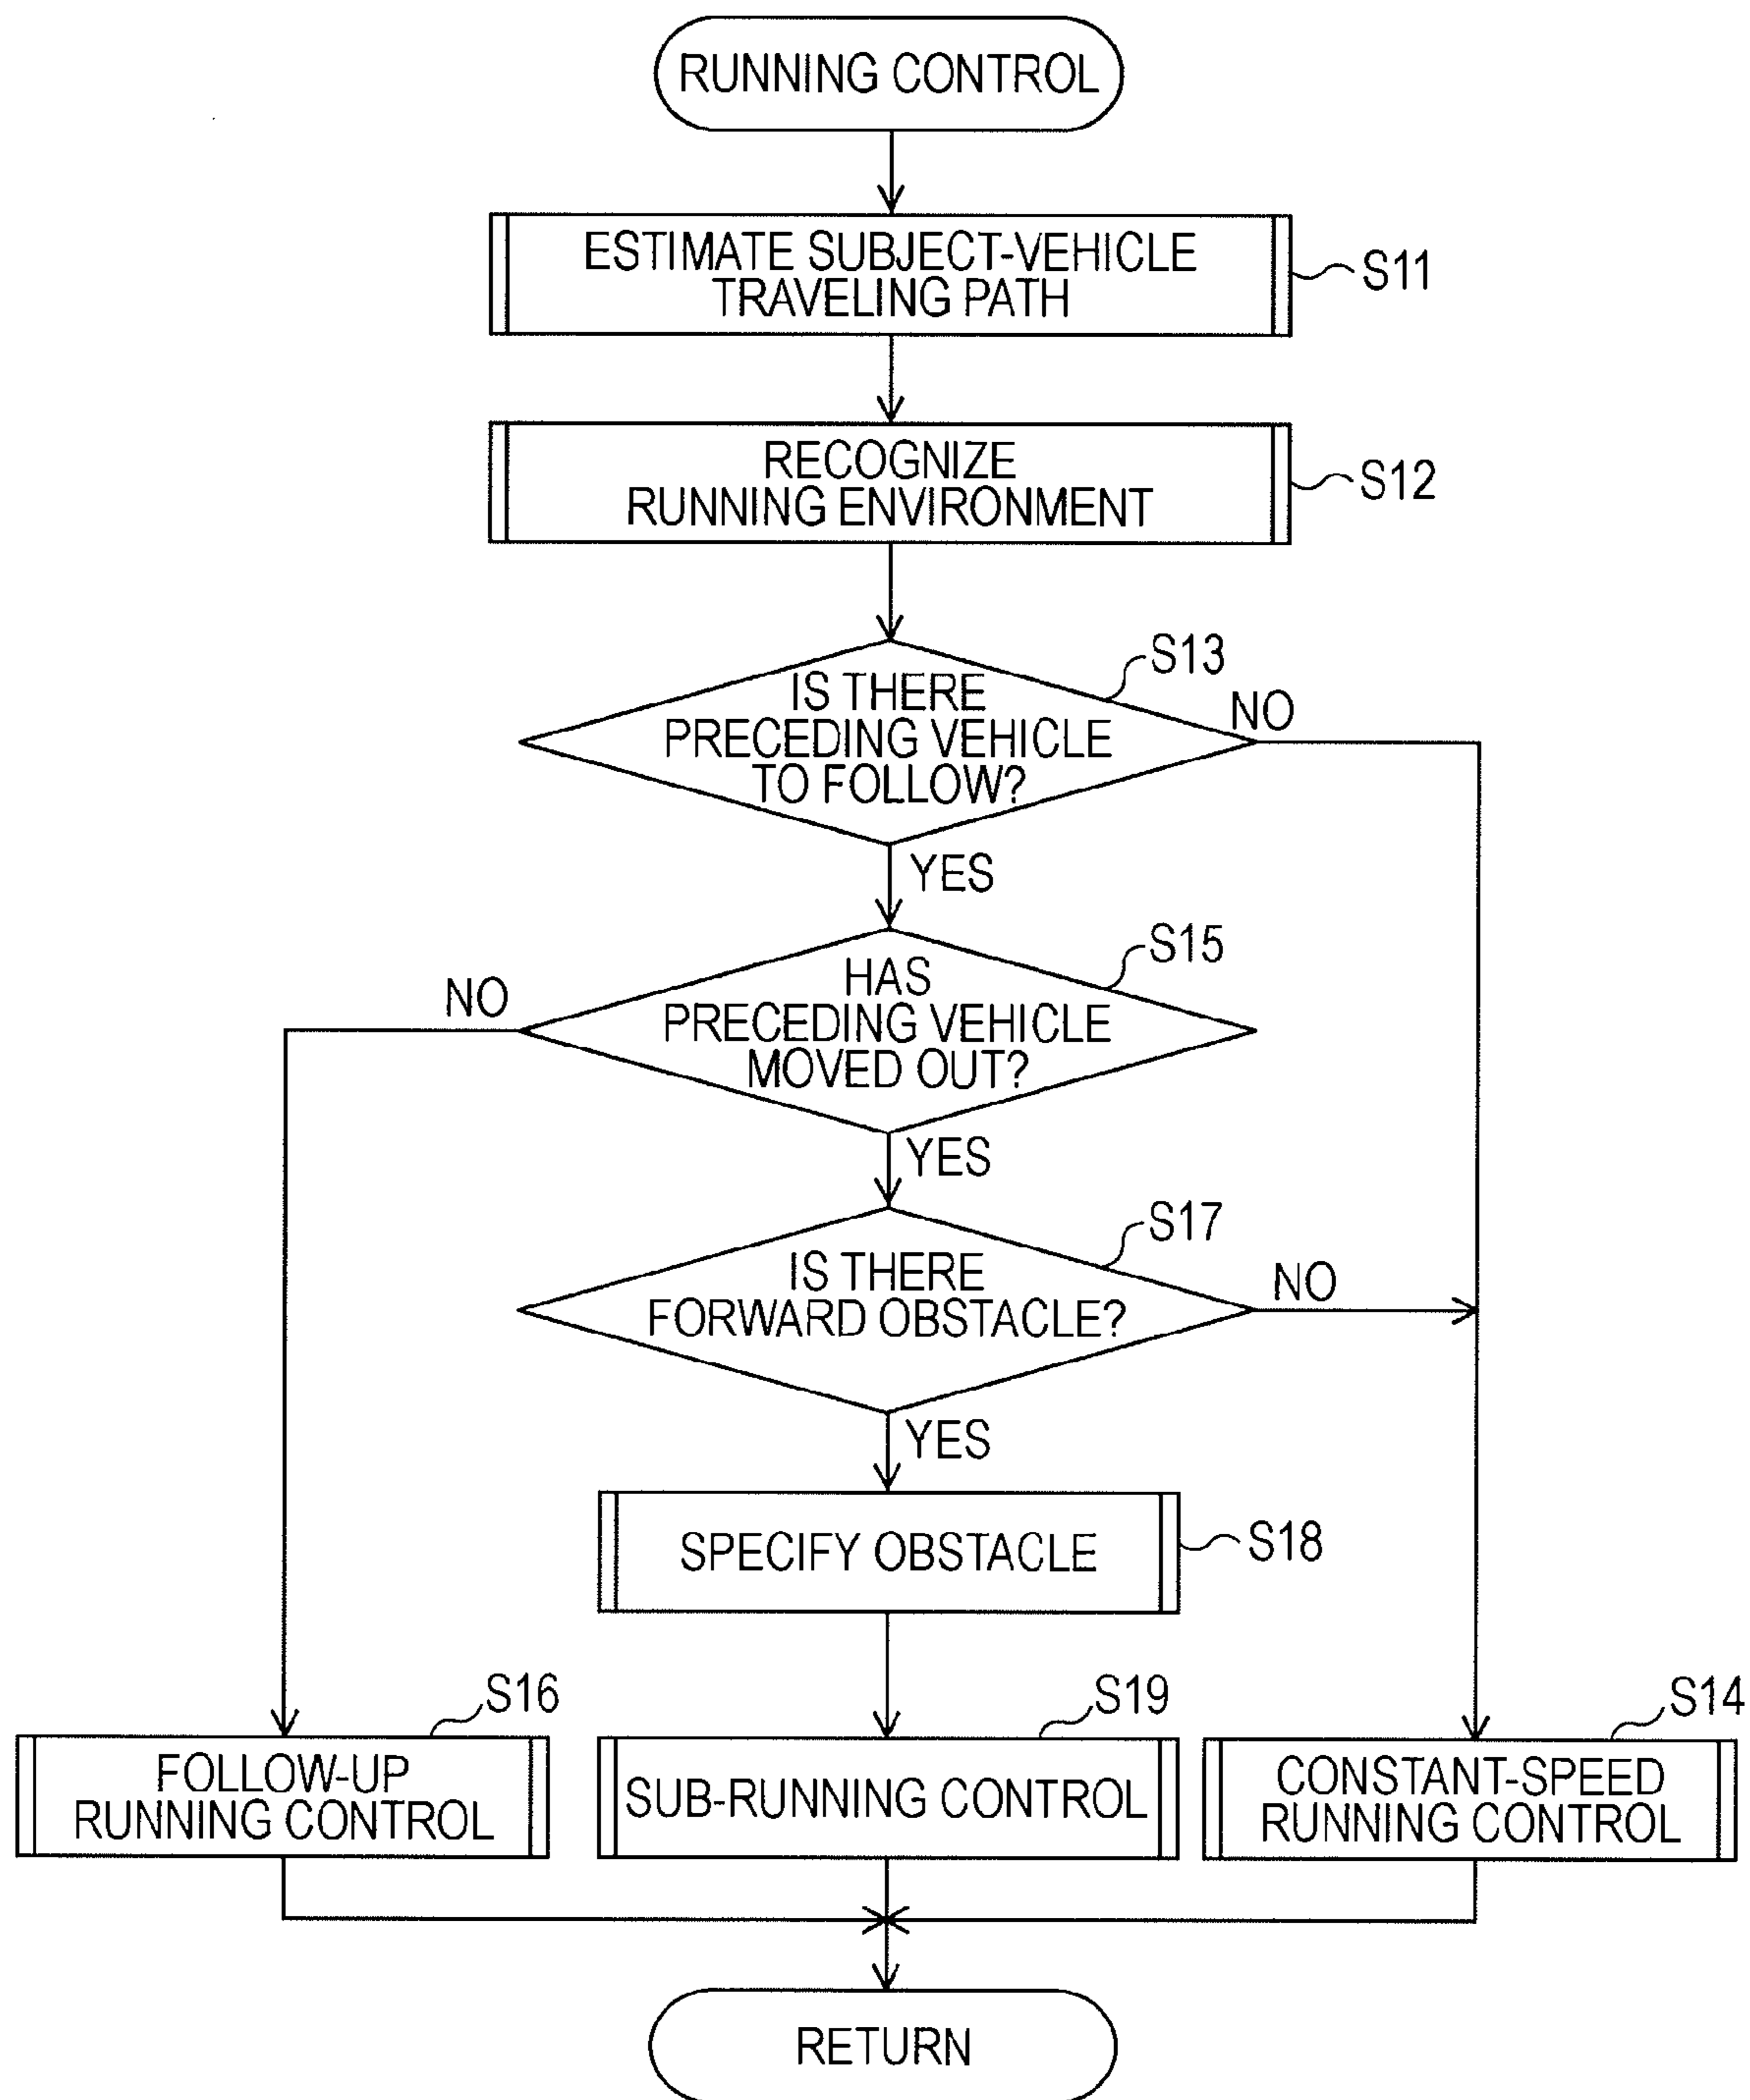 RUNNING CONTROL
ESTIMATE SUBJECT-VEHICLE
TRAVELING PATH
S11
RECOGNIZE
RUNNING ENVIRONMENT
S12
S13
IS THERE
PRECEDING VEHICLE
TO FOLLOW?
NO
YES
S15
HAS
PRECEDING VEHICLE
MOVED OUT?
NO
YES
S17
IS THERE
FORWARD OBSTACLE?
NO
YES
SPECIFY OBSTACLE
S18
S16
FOLLOW-UP
RUNNING CONTROL
S19
SUB-RUNNING CONTROL
S14
CONSTANT-SPEED
RUNNING CONTROL
RETURN